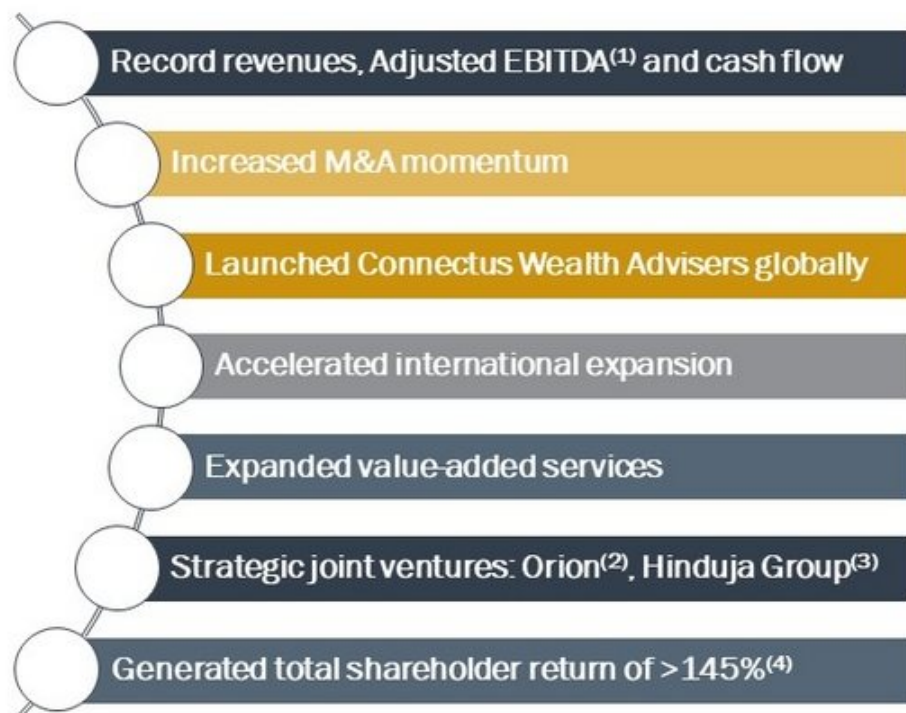 Record revenues, Adjusted EBITDA⁽¹⁾ and cash flow
Increased M&A momentum
Launched Connectus Wealth Advisers globally
Accelerated international expansion
Expanded value-added services
Strategic joint ventures: Orion⁽²⁾, Hinduja Group⁽³⁾
Generated total shareholder return of >145%⁽⁴⁾